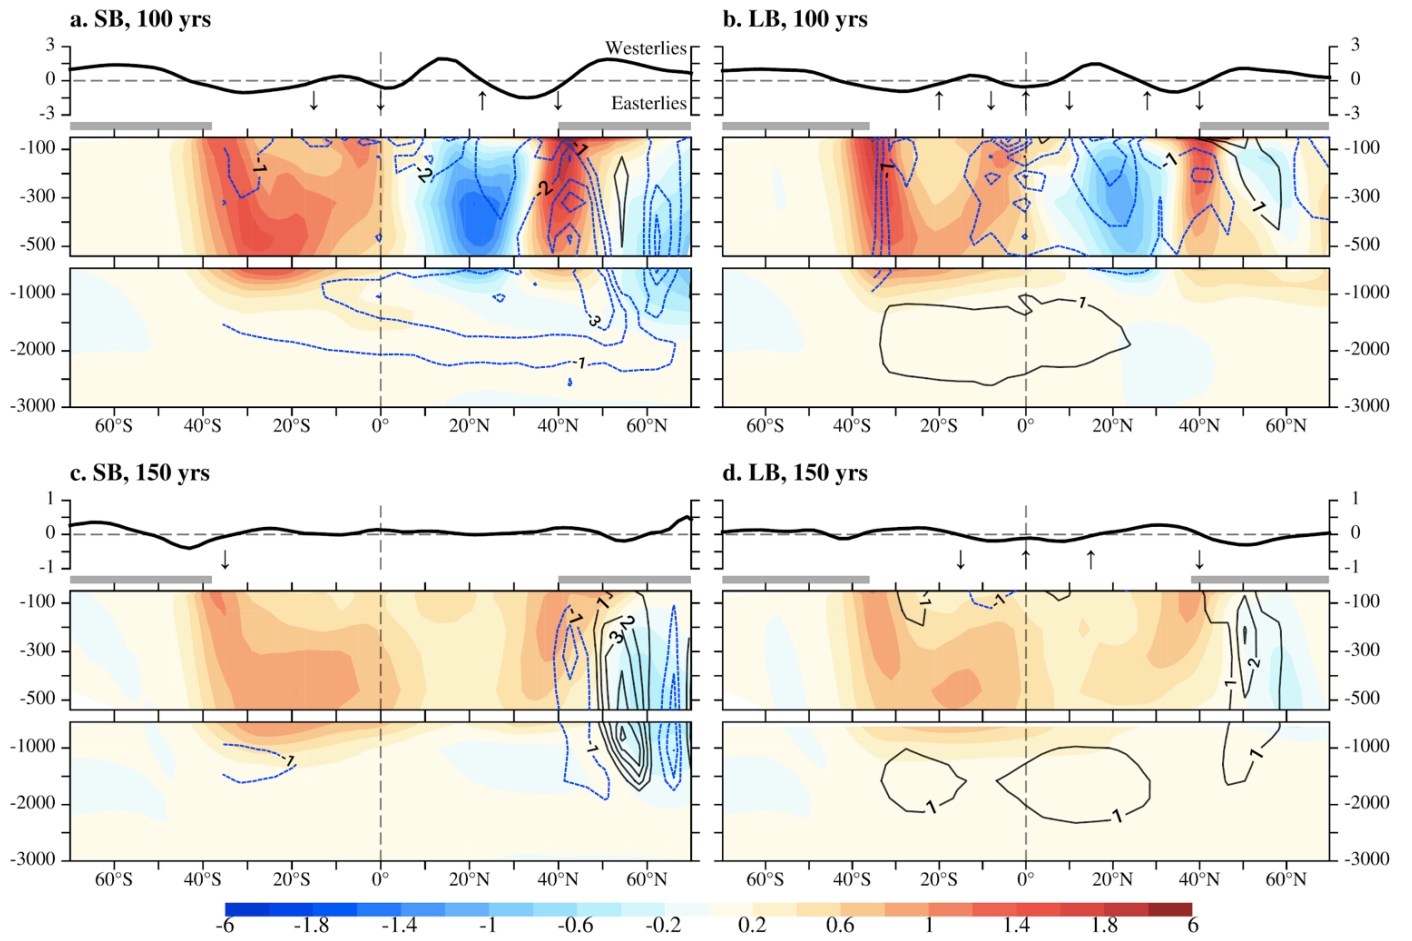 a. SB, 100 yrs
b. LB, 100 yrs
3 Westerlies 3
0 0
-3 Easterlies -3
-100 -1 -2 -1 -2 -1 -1 -100
-300 1 -300
-500 -500
-1000 -3 1 -1000
-2000 -1 -2000
-3000 -3000
60°S 40°S 20°S 0° 20°N 40°N 60°N 60°S 40°S 20°S 0° 20°N 40°N 60°N
c. SB, 150 yrs
d. LB, 150 yrs
1 1
0 0
-1 -1
-100 -1 1 -1 -1 -100
-300 3 2 2 -300
-500 1 -500
-1000 -1 1 -1000
-2000 1 1 -2000
-3000 -3000
60°S 40°S 20°S 0° 20°N 40°N 60°N 60°S 40°S 20°S 0° 20°N 40°N 60°N
-6 -1.8 -1.4 -1 -0.6 -0.2 0.2 0.6 1 1.4 1.8 6